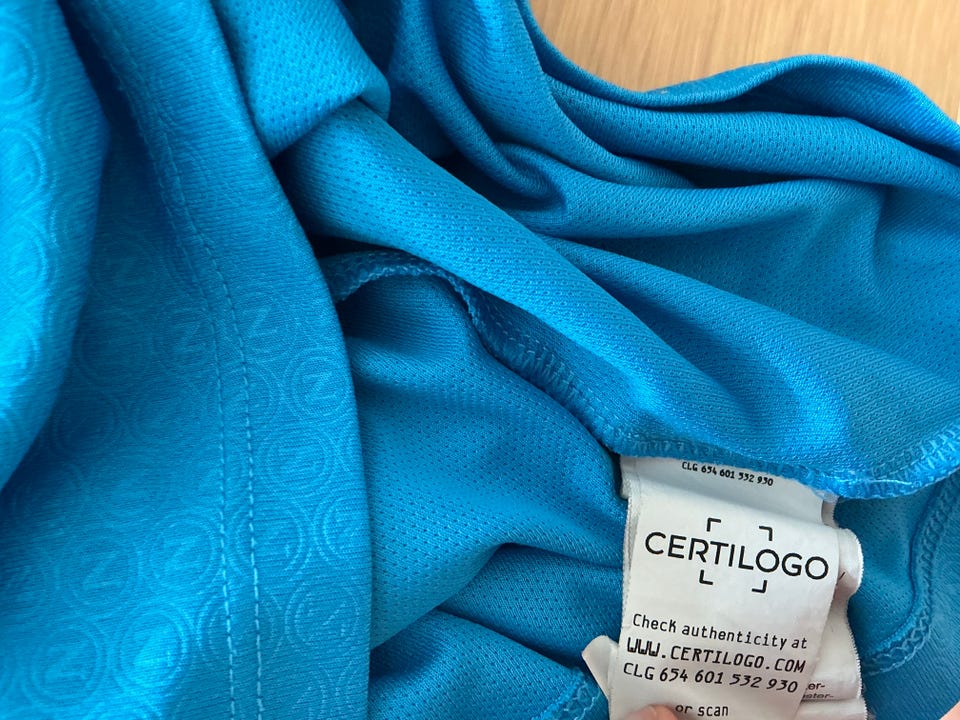 CLG 654 601 532 930
CERTILOGO
Check authenticity at
WWW.CERTILOGO.COM
CLG 654 601 532 930
or scan